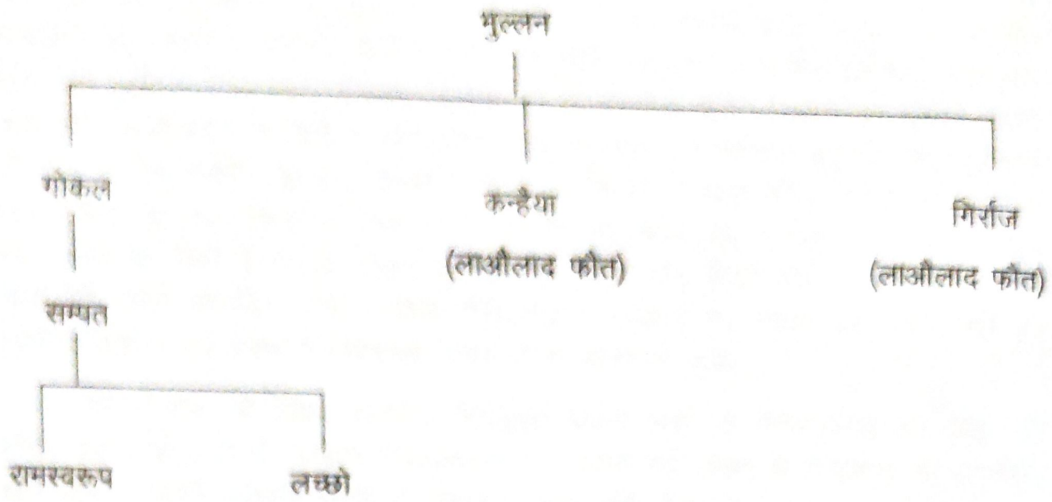 भुल्लन
गोकल
कन्हैया
(लाऔलाद फौत)
गिर्राज
(लाऔलाद फौत)
सम्पत
रामस्वरूप
लच्छो